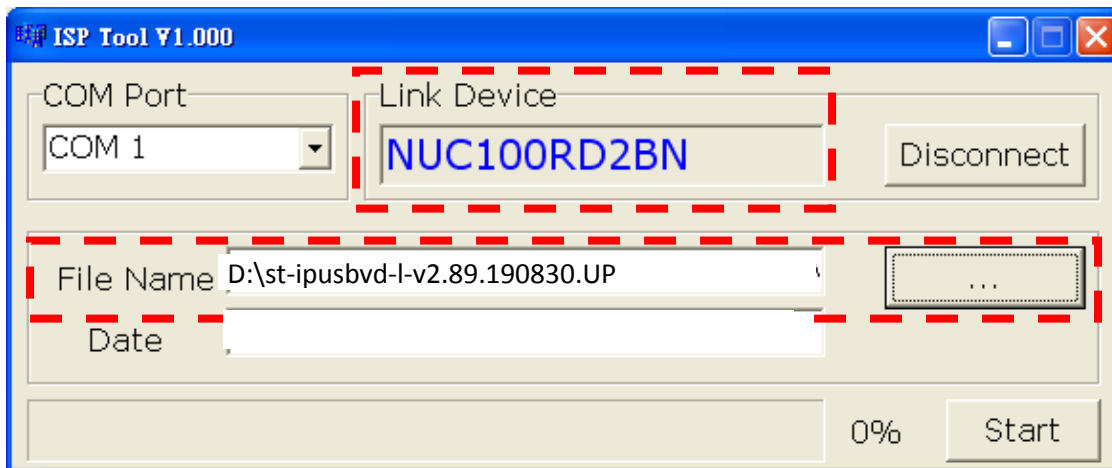 ISP Tool V1.000
COM Port
Link Device
COM 1
NUC100RD2BN
Disconnect
File Name
D:\st-ipusbvd-l-v2.89.190830.UP
...
Date
0%
Start